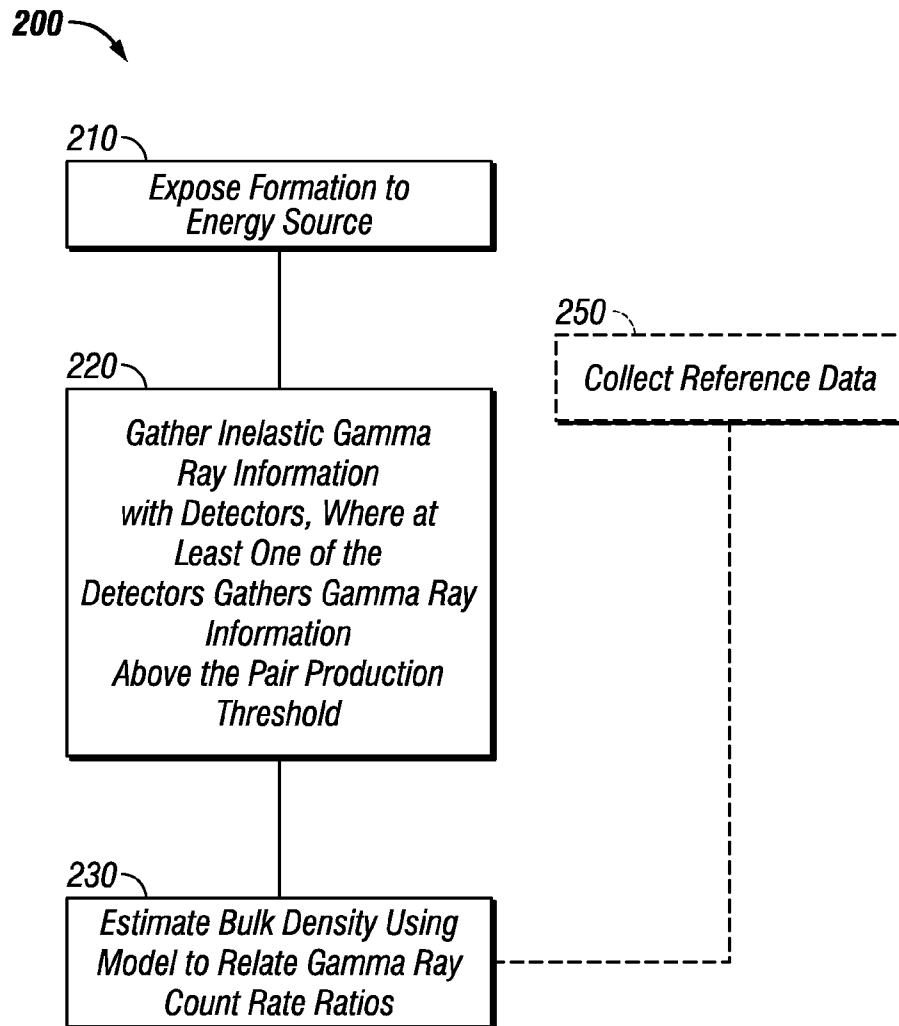 200
210
Expose Formation to
Energy Source
220
Gather Inelastic Gamma
Ray Information
with Detectors, Where at
Least One of the
Detectors Gathers Gamma Ray
Information
Above the Pair Production
Threshold
250
Collect Reference Data
230
Estimate Bulk Density Using
Model to Relate Gamma Ray
Count Rate Ratios